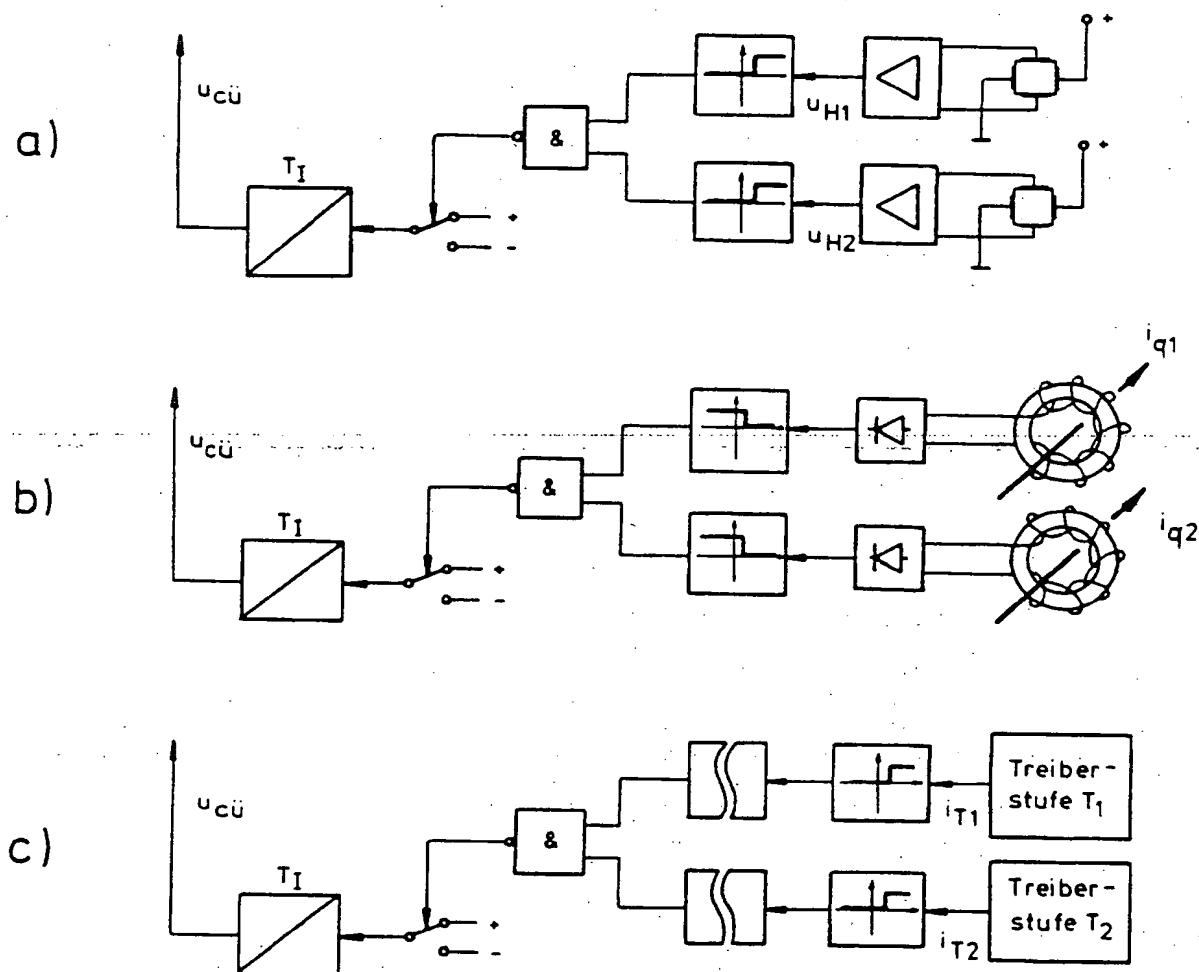 a)
u_cü
T_I
+
-
&
u_H1
+
u_H2
+
b)
u_cü
T_I
+
-
&
i_q1
i_q2
c)
u_cü
T_I
+
-
&
i_T1
Treiber-
stufe T_1
i_T2
Treiber-
stufe T_2